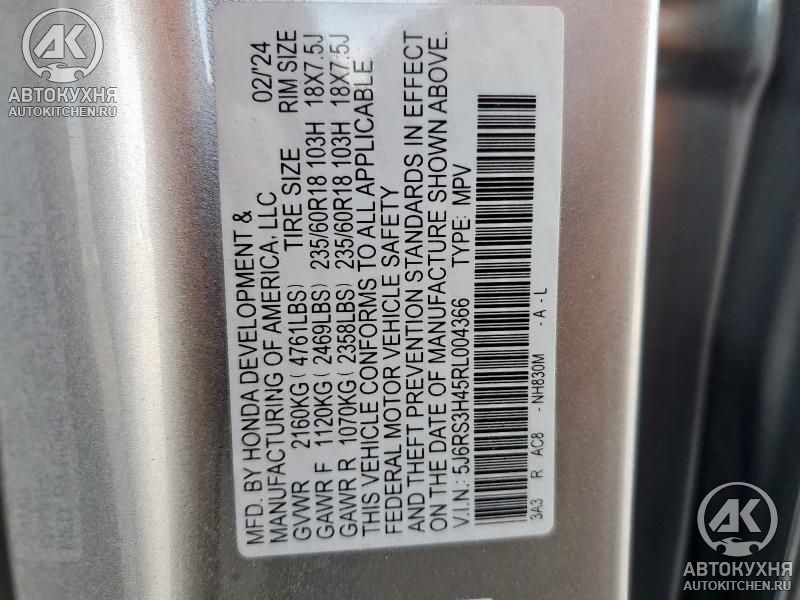 MFD. BY HONDA DEVELOPMENT &
MANUFACTURING OF AMERICA, LLC 02/'24
GVWR 2160KG (4761LBS) TIRE SIZE RIM SIZE
GAWR F 1120KG (2469LBS) 235/60R18 103H 18X7.5J
GAWR R 1070KG (2358LBS) 235/60R18 103H 18X7.5J
THIS VEHICLE CONFORMS TO ALL APPLICABLE
FEDERAL MOTOR VEHICLE SAFETY
AND THEFT PREVENTION STANDARDS IN EFFECT
ON THE DATE OF MANUFACTURE SHOWN ABOVE.
V.I.N.: 5J6RS3H45RL004366 TYPE: MPV
3A3 R AC8 -NH830M -A-L
АК
АВТОКУХНЯ
AUTOKITCHEN.RU
АК
АВТОКУХНЯ
AUTOKITCHEN.RU